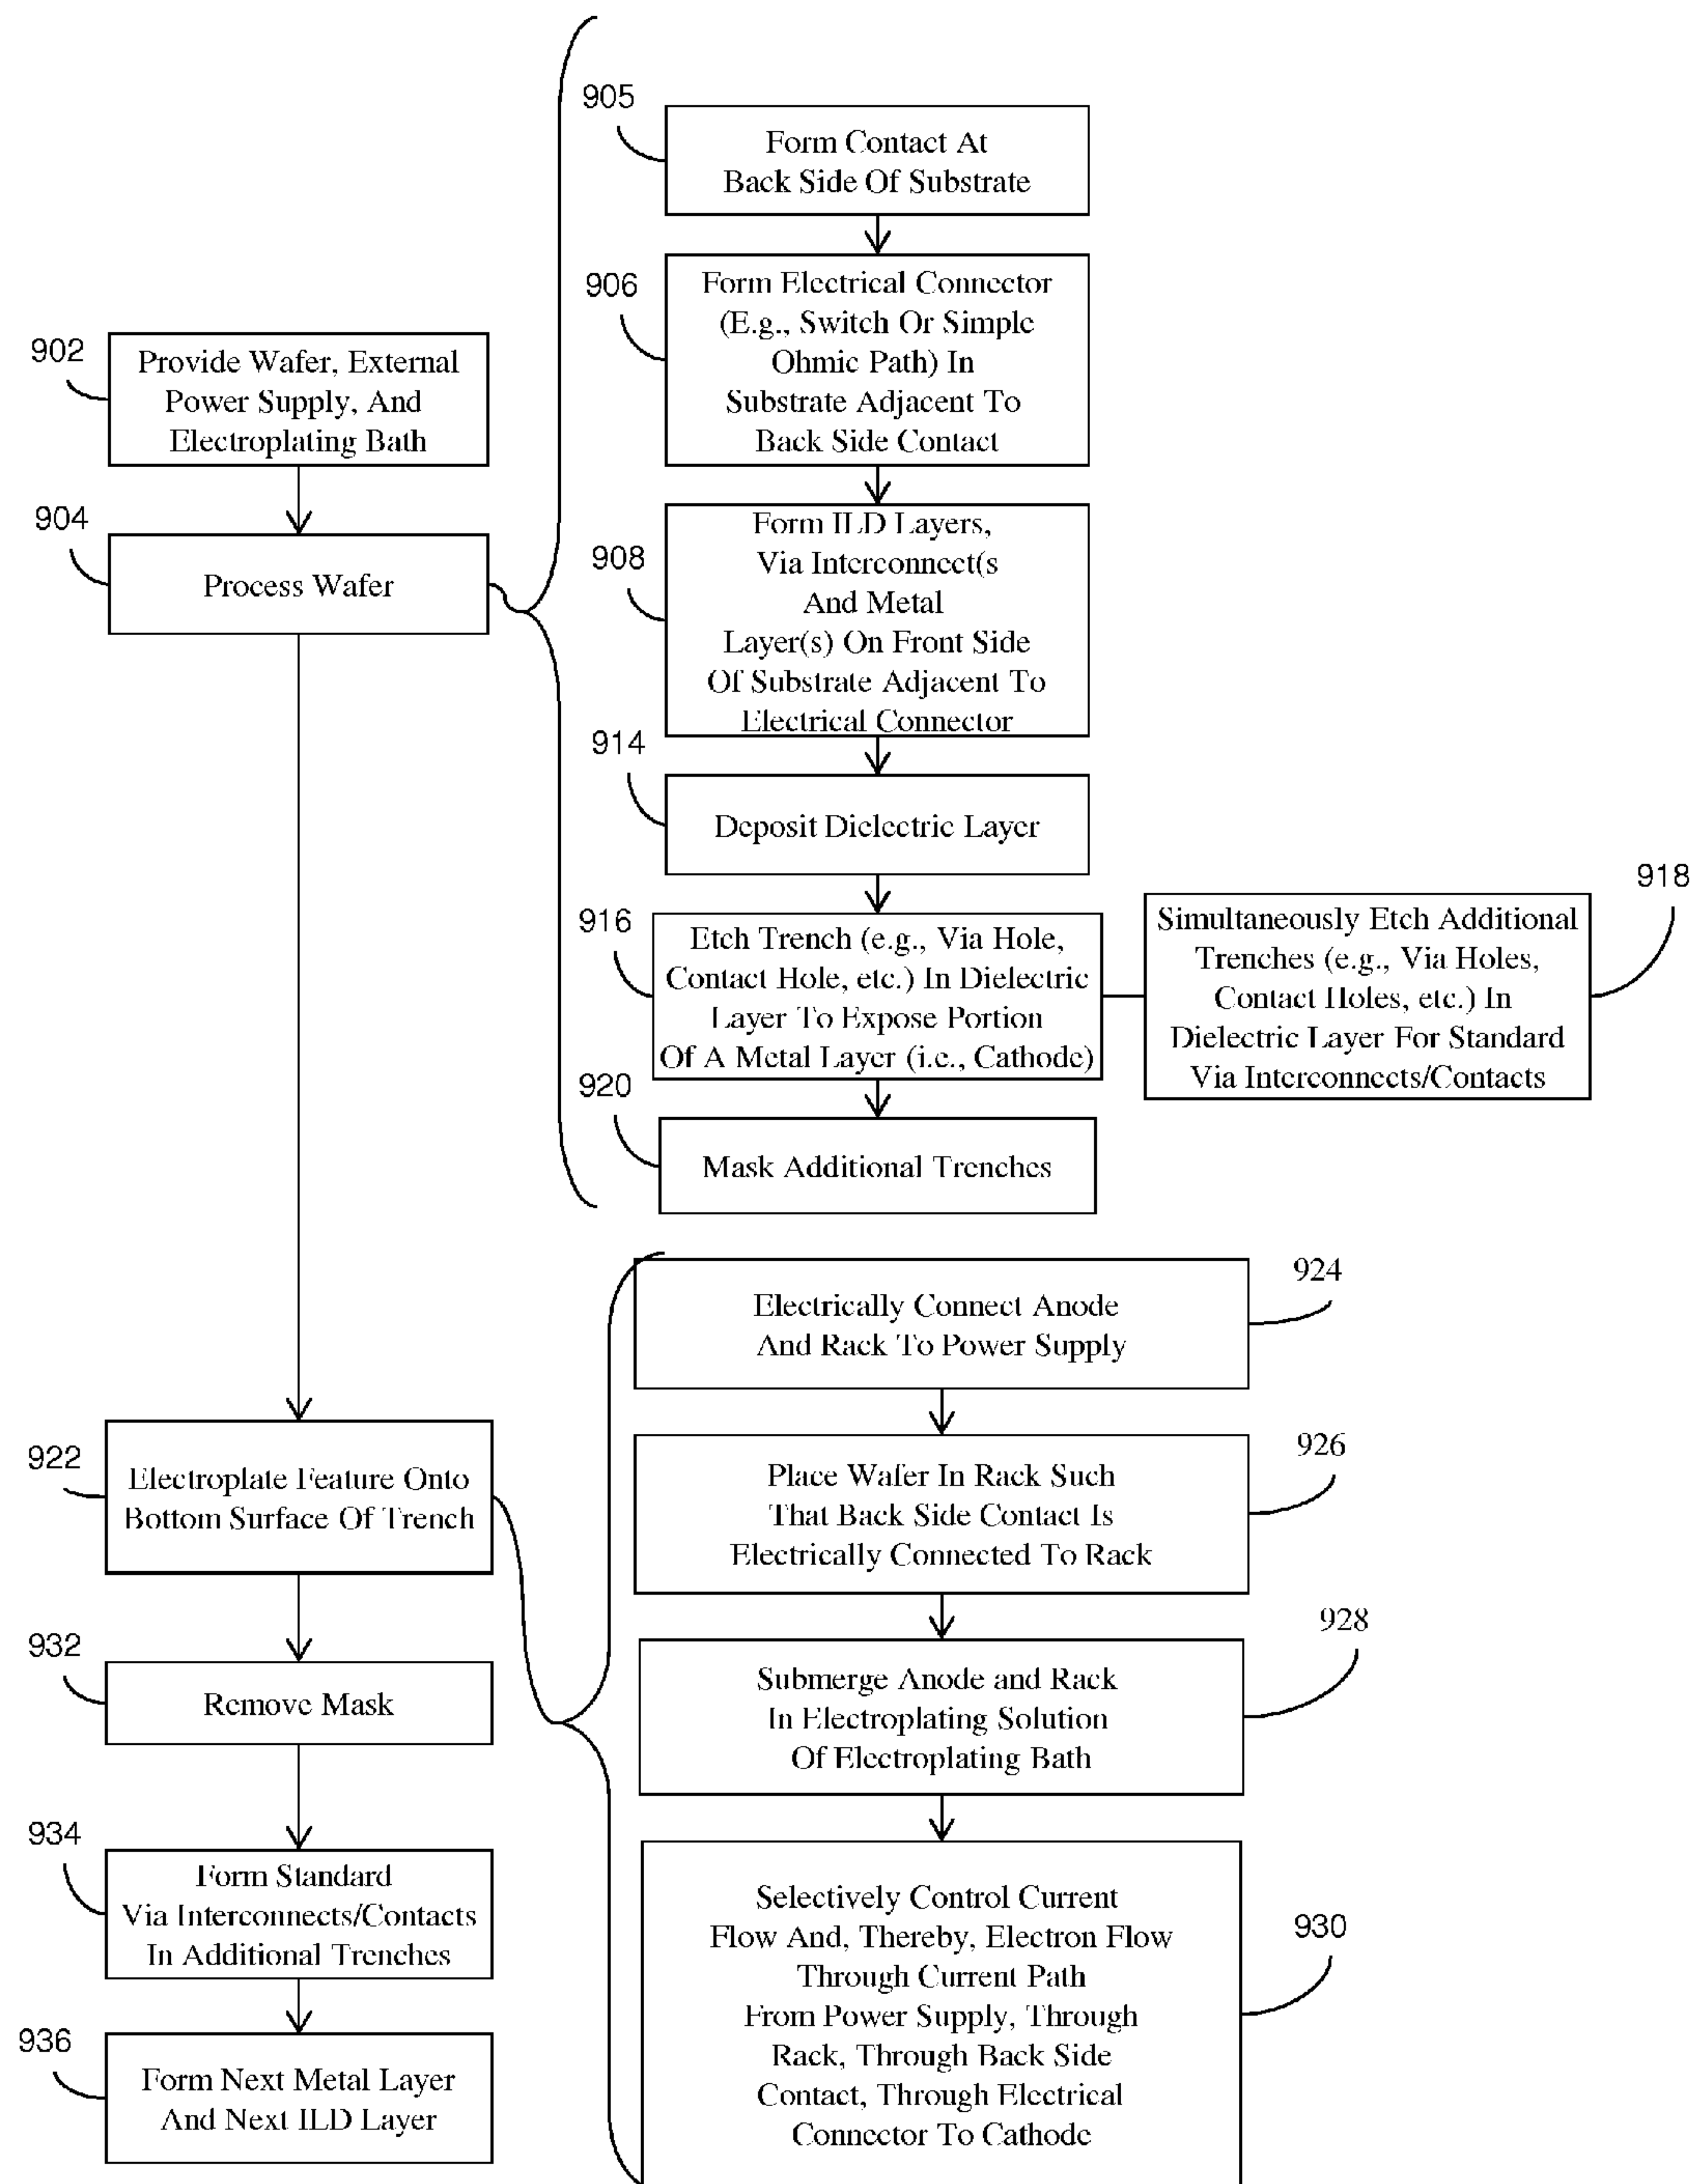 902
Provide Wafer, External
Power Supply, And
Electroplating Bath
904
Process Wafer
905
Form Contact At
Back Side Of Substrate
906
Form Electrical Connector
(E.g., Switch Or Simple
Ohmic Path) In
Substrate Adjacent To
Back Side Contact
908
Form ILD Layers,
Via Interconnect(s
And Metal
Layer(s) On Front Side
Of Substrate Adjacent To
Electrical Connector
914
Deposit Dielectric Layer
916
Etch Trench (e.g., Via Hole,
Contact Hole, etc.) In Dielectric
Layer To Expose Portion
Of A Metal Layer (i.e., Cathode)
918
Simultaneously Etch Additional
Trenches (e.g., Via Holes,
Contact Holes, etc.) In
Dielectric Layer For Standard
Via Interconnects/Contacts
920
Mask Additional Trenches
922
Electroplate Feature Onto
Bottom Surface Of Trench
924
Electrically Connect Anode
And Rack To Power Supply
926
Place Wafer In Rack Such
That Back Side Contact Is
Electrically Connected To Rack
928
Submerge Anode and Rack
In Electroplating Solution
Of Electroplating Bath
930
Selectively Control Current
Flow And, Thereby, Electron Flow
Through Current Path
From Power Supply, Through
Rack, Through Back Side
Contact, Through Electrical
Connector To Cathode
932
Remove Mask
934
Form Standard
Via Interconnects/Contacts
In Additional Trenches
936
Form Next Metal Layer
And Next ILD Layer